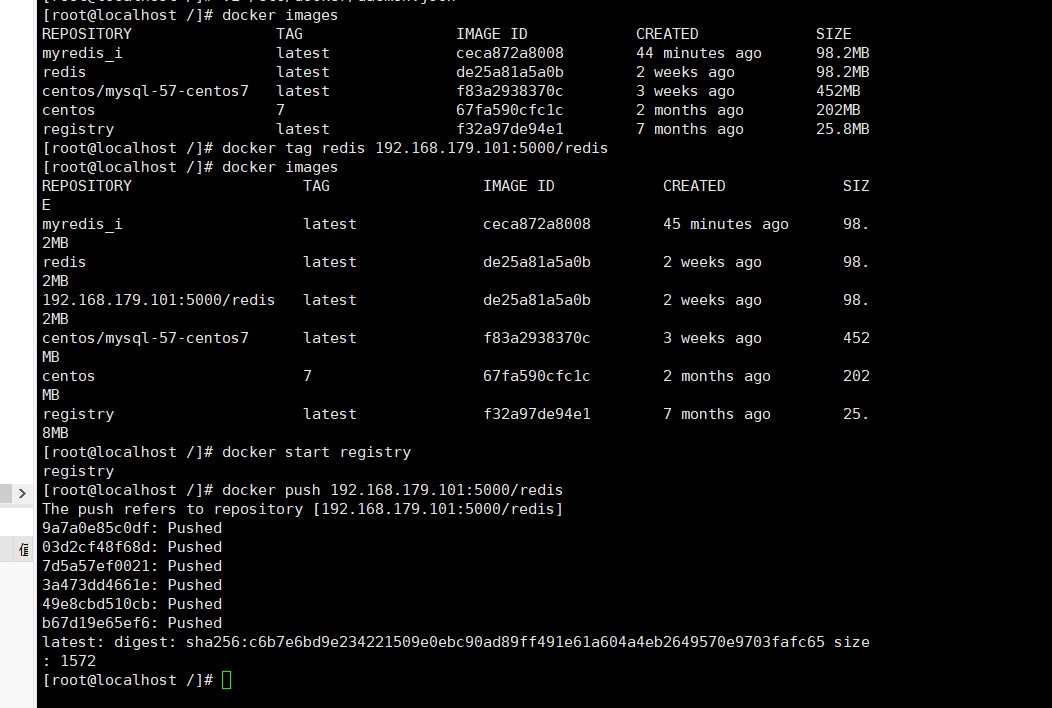 [root@localhost /]# docker images
REPOSITORY TAG IMAGE ID CREATED SIZE
myredis_i latest ceca872a8008 44 minutes ago 98.2MB
redis latest de25a81a5a0b 2 weeks ago 98.2MB
centos/mysql-57-centos7 latest f83a2938370c 3 weeks ago 452MB
centos 7 67fa590cfc1c 2 months ago 202MB
registry latest f32a97de94e1 7 months ago 25.8MB
[root@localhost /]# docker tag redis 192.168.179.101:5000/redis
[root@localhost /]# docker images
REPOSITORY TAG IMAGE ID CREATED SIZ
E
myredis_i latest ceca872a8008 45 minutes ago 98.
2MB
redis latest de25a81a5a0b 2 weeks ago 98.
2MB
192.168.179.101:5000/redis latest de25a81a5a0b 2 weeks ago 98.
2MB
centos/mysql-57-centos7 latest f83a2938370c 3 weeks ago 452
MB
centos 7 67fa590cfc1c 2 months ago 202
MB
registry latest f32a97de94e1 7 months ago 25.
8MB
[root@localhost /]# docker start registry
registry
[root@localhost /]# docker push 192.168.179.101:5000/redis
The push refers to repository [192.168.179.101:5000/redis]
9a7a0e85c0df: Pushed
03d2cf48f68d: Pushed
7d5a57ef0021: Pushed
3a473dd4661e: Pushed
49e8cbd510cb: Pushed
b67d19e65ef6: Pushed
latest: digest: sha256:c6b7e6bd9e234221509e0ebc90ad89ff491e61a604a4eb2649570e9703fafc65 size
: 1572
[root@localhost /]#
值